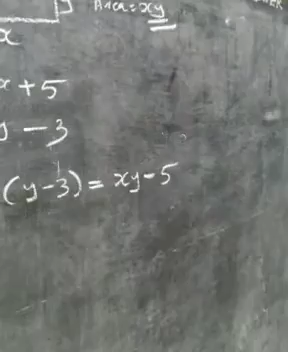 Area = xy
x
x + 5
y - 3
(y-3) = xy-5